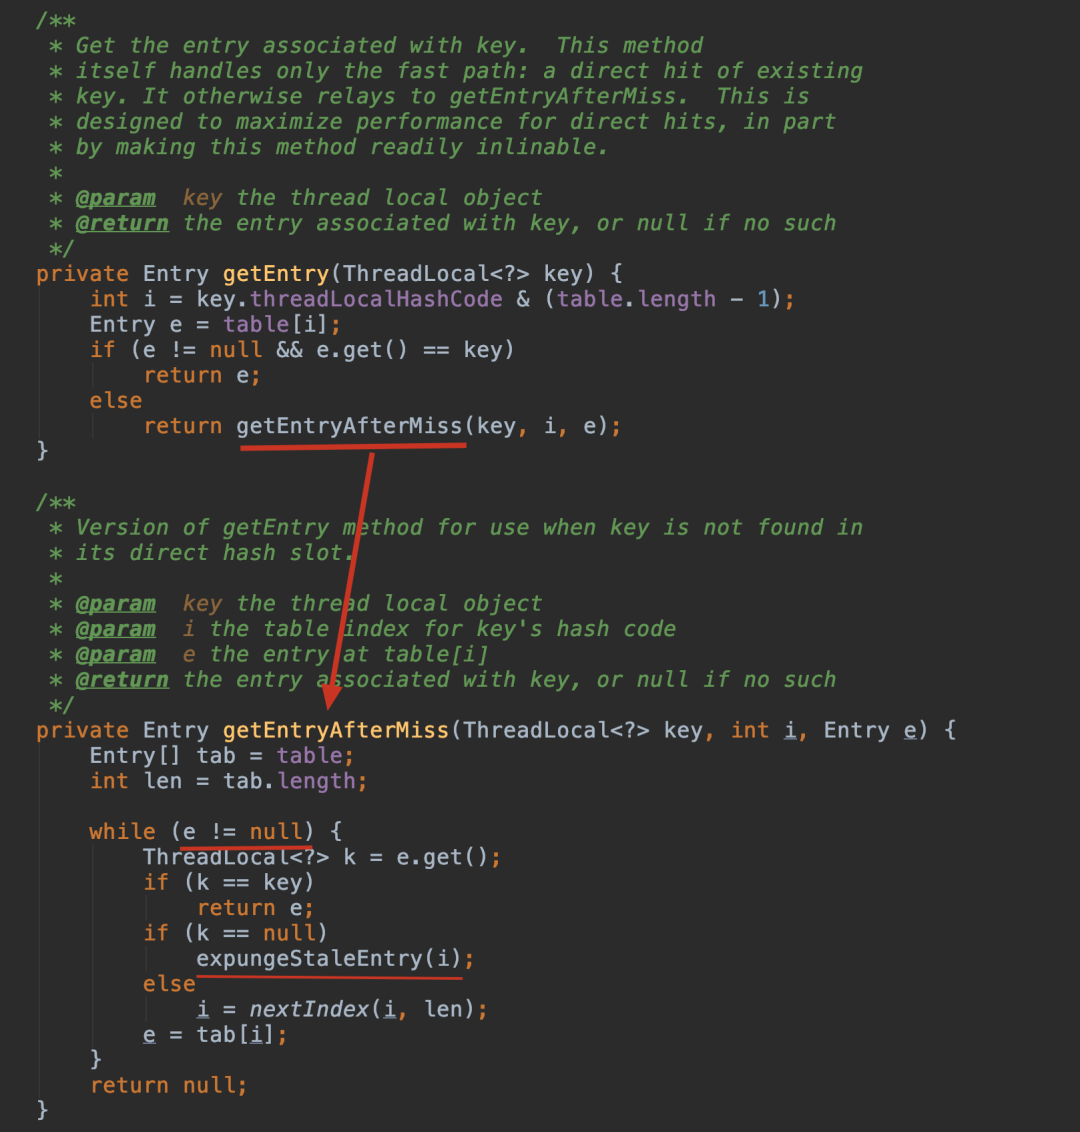 /**
 * Get the entry associated with key.  This method
 * itself handles only the fast path: a direct hit of existing
 * key. It otherwise relays to getEntryAfterMiss.  This is
 * designed to maximize performance for direct hits, in part
 * by making this method readily inlinable.
 *
 * @param  key the thread local object
 * @return the entry associated with key, or null if no such
 */
private Entry getEntry(ThreadLocal<?> key) {
    int i = key.threadLocalHashCode & (table.length - 1);
    Entry e = table[i];
    if (e != null && e.get() == key)
        return e;
    else
        return getEntryAfterMiss(key, i, e);
}

/**
 * Version of getEntry method for use when key is not found in
 * its direct hash slot.
 *
 * @param  key the thread local object
 * @param  i the table index for key's hash code
 * @param  e the entry at table[i]
 * @return the entry associated with key, or null if no such
 */
private Entry getEntryAfterMiss(ThreadLocal<?> key, int i, Entry e) {
    Entry[] tab = table;
    int len = tab.length;

    while (e != null) {
        ThreadLocal<?> k = e.get();
        if (k == key)
            return e;
        if (k == null)
            expungeStaleEntry(i);
        else
            i = nextIndex(i, len);
        e = tab[i];
    }
    return null;
}